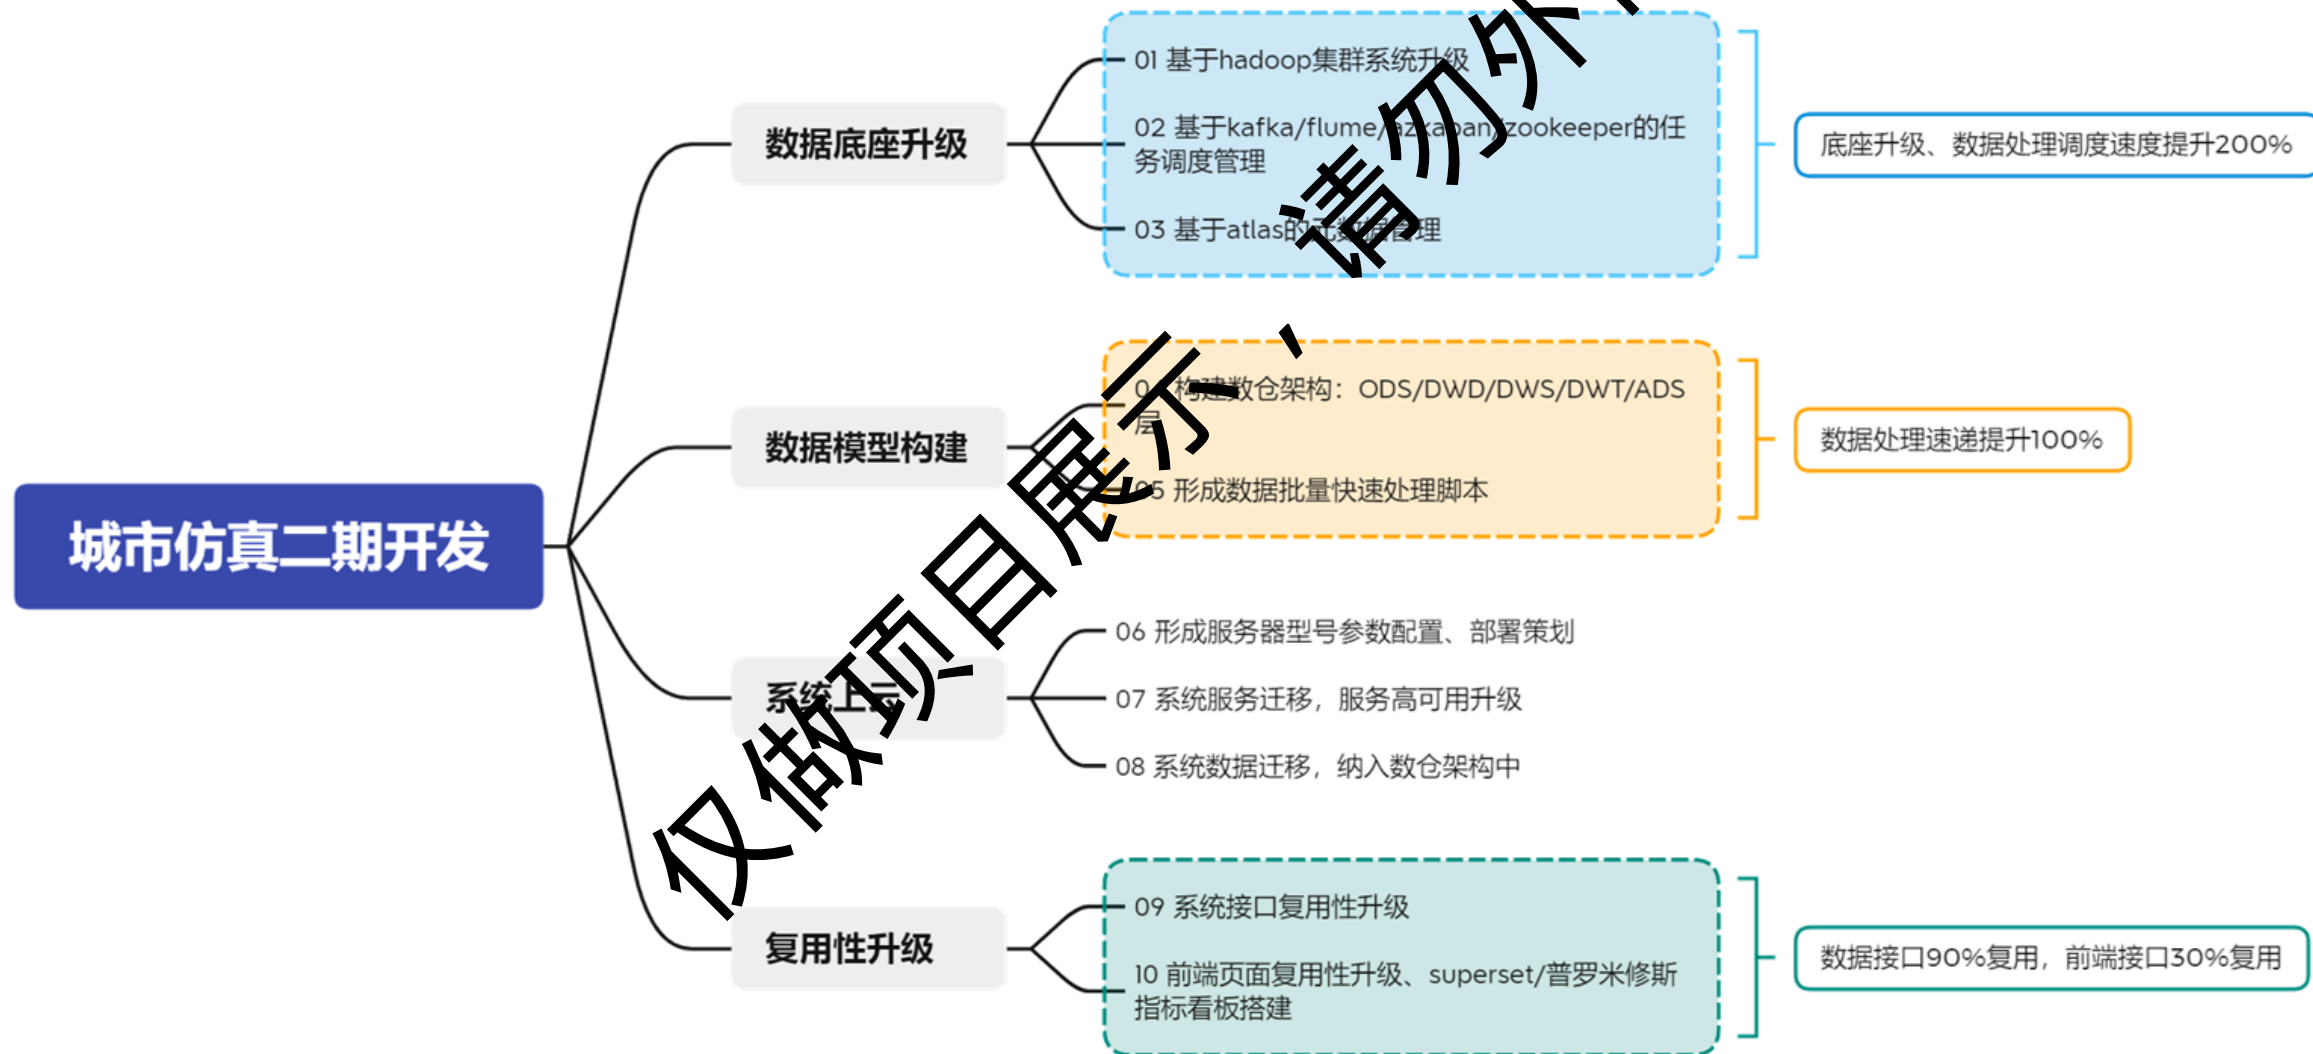 城市仿真二期开发
数据底座升级
01 基于hadoop集群系统升级
02 基于kafka/flume/azkaban/zookeeper的任
务调度管理
03 基于atlas的元数据管理
底座升级、数据处理调度速度提升200%
数据模型构建
04 构建数仓架构：ODS/DWD/DWS/DWT/ADS
层
05 形成数据批量快速处理脚本
数据处理速递提升100%
系统上云
06 形成服务器型号参数配置、部署策划
07 系统服务迁移，服务高可用升级
08 系统数据迁移，纳入数仓架构中
复用性升级
09 系统接口复用性升级
10 前端页面复用性升级、superset/普罗米修斯
指标看板搭建
数据接口90%复用，前端接口30%复用
仅做项目展示、请勿外